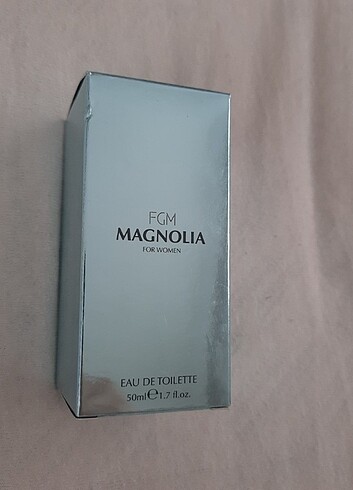 FGM
MAGNOLIA
FOR WOMEN
EAU DE TOILETTE
50ml℮1.7 fl.oz.